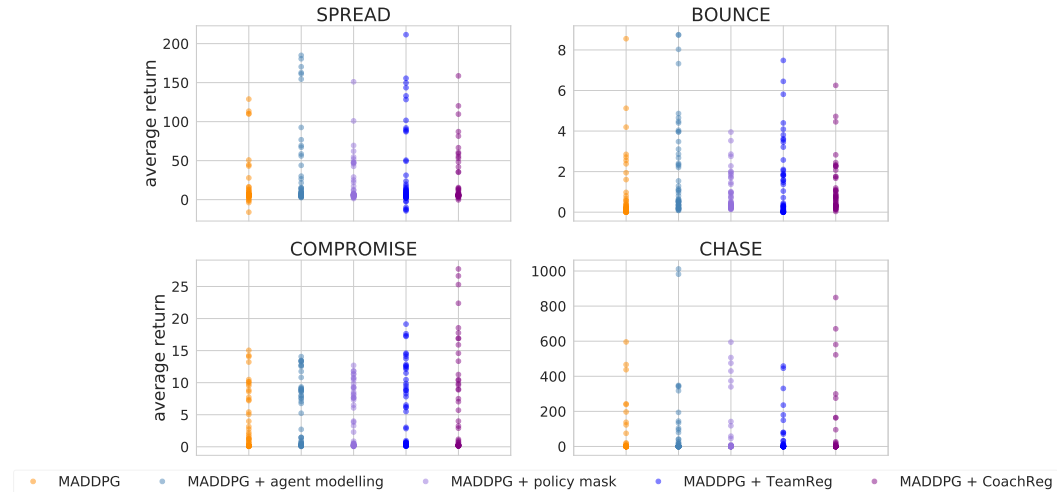 SPREAD
BOUNCE
average return
200
150
100
50
0
8
6
4
2
0
COMPROMISE
CHASE
average return
25
20
15
10
5
0
1000
800
600
400
200
0
MADDPG
MADDPG + agent modelling
MADDPG + policy mask
MADDPG + TeamReg
MADDPG + CoachReg